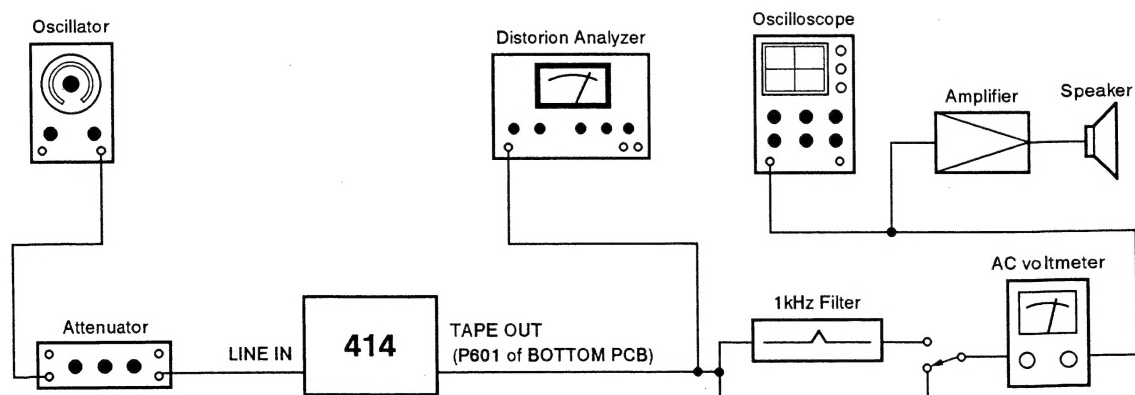 Oscillator
Distorion Analyzer
Oscilloscope
Amplifier
Speaker
Attenuator
LINE IN
414
TAPE OUT
(P601 of BOTTOM PCB)
1kHz Filter
AC voltmeter